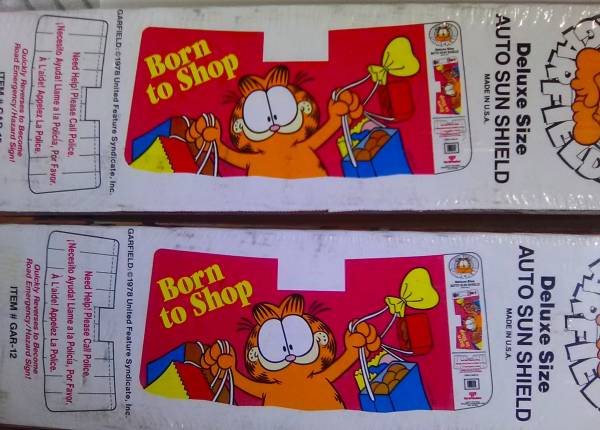 Need Help! Please Call Police.
¡Necesito Ayuda! Llame a la Policía, Por Favor.
À L'aide! Appelez La Police.
Quickly Reverses to Become
Road Emergency/Hazard Sign!
GARFIELD: ©1978 United Feature Syndicate, Inc.
Born
to Shop
Deluxe Size
AUTO SUN SHIELD
MADE IN U.S.A.
GARFIELD
Need Help! Please Call Police.
¡Necesito Ayuda! Llame a la Policía, Por Favor.
À L'aide! Appelez La Police.
Quickly Reverses to Become
Road Emergency/Hazard Sign!
ITEM # GAR-12
GARFIELD: ©1978 United Feature Syndicate, Inc.
Born
to Shop
Deluxe Size
AUTO SUN SHIELD
MADE IN U.S.A.